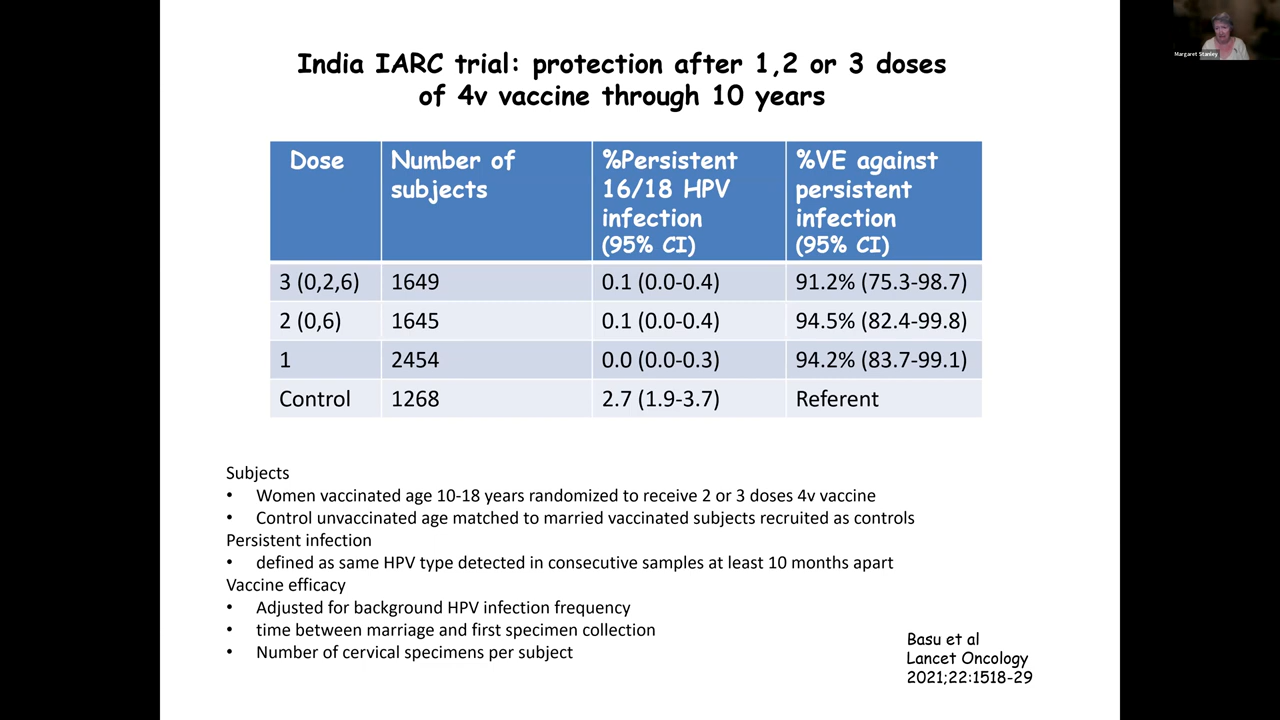 India IARC trial: protection after 1,2 or 3 doses
of 4v vaccine through 10 years
Dose
Number of
subjects
%Persistent
16/18 HPV
infection
(95% CI)
%VE against
persistent
infection
(95% CI)
3 (0,2,6) 1649 0.1 (0.0-0.4) 91.2% (75.3-98.7)
2 (0,6) 1645 0.1 (0.0-0.4) 94.5% (82.4-99.8)
1 2454 0.0 (0.0-0.3) 94.2% (83.7-99.1)
Control 1268 2.7 (1.9-3.7) Referent
Subjects
• Women vaccinated age 10-18 years randomized to receive 2 or 3 doses 4v vaccine
• Control unvaccinated age matched to married vaccinated subjects recruited as controls
Persistent infection
• defined as same HPV type detected in consecutive samples at least 10 months apart
Vaccine efficacy
• Adjusted for background HPV infection frequency
• time between marriage and first specimen collection
• Number of cervical specimens per subject
Basu et al
Lancet Oncology
2021;22:1518-29
Margaret Stanley